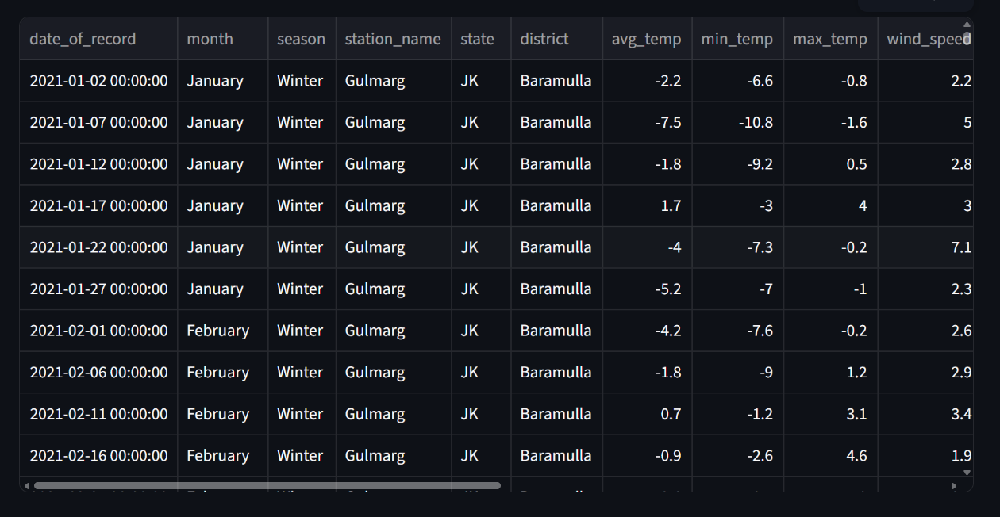 date_of_record month season station_name state district avg_temp min_temp max_temp wind_speed
2021-01-02 00:00:00 January Winter Gulmarg JK Baramulla -2.2 -6.6 -0.8 2.2
2021-01-07 00:00:00 January Winter Gulmarg JK Baramulla -7.5 -10.8 -1.6 5
2021-01-12 00:00:00 January Winter Gulmarg JK Baramulla -1.8 -9.2 0.5 2.8
2021-01-17 00:00:00 January Winter Gulmarg JK Baramulla 1.7 -3 4 3
2021-01-22 00:00:00 January Winter Gulmarg JK Baramulla -4 -7.3 -0.2 7.1
2021-01-27 00:00:00 January Winter Gulmarg JK Baramulla -5.2 -7 -1 2.3
2021-02-01 00:00:00 February Winter Gulmarg JK Baramulla -4.2 -7.6 -0.2 2.6
2021-02-06 00:00:00 February Winter Gulmarg JK Baramulla -1.8 -9 1.2 2.9
2021-02-11 00:00:00 February Winter Gulmarg JK Baramulla 0.7 -1.2 3.1 3.4
2021-02-16 00:00:00 February Winter Gulmarg JK Baramulla -0.9 -2.6 4.6 1.9